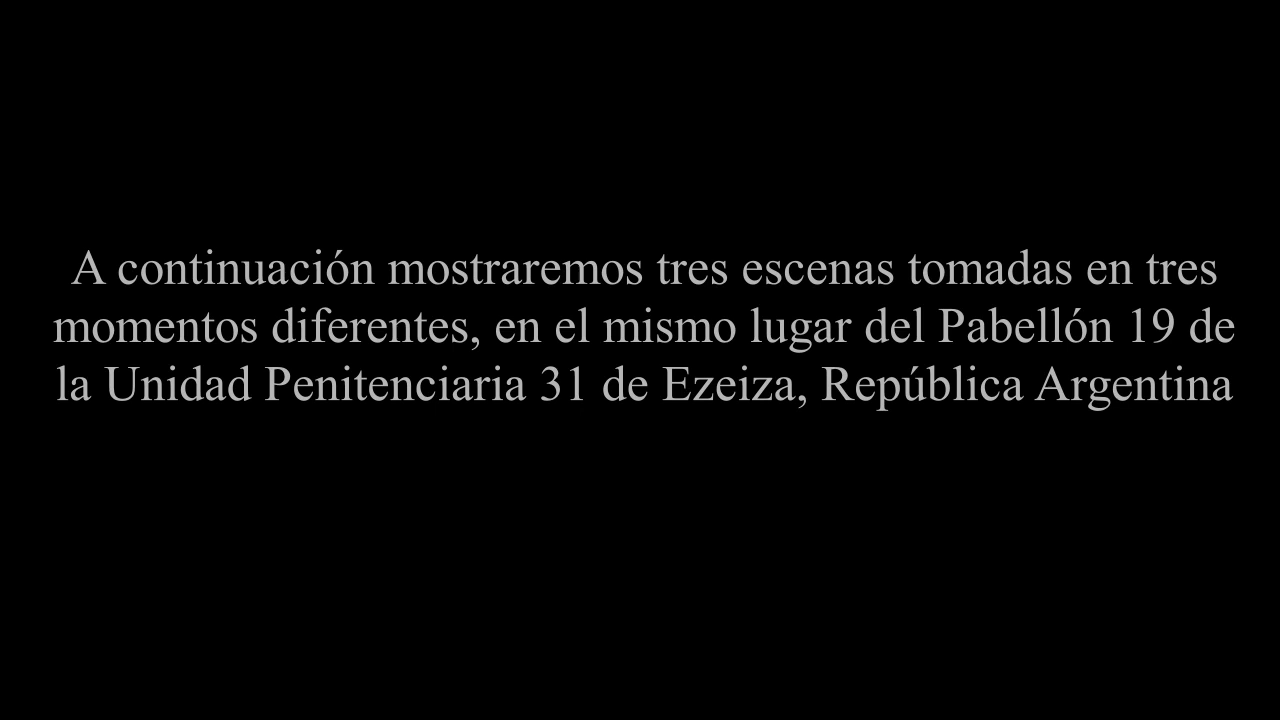 A continuación mostraremos tres escenas tomadas en tres
momentos diferentes, en el mismo lugar del Pabellón 19 de
la Unidad Penitenciaria 31 de Ezeiza, República Argentina